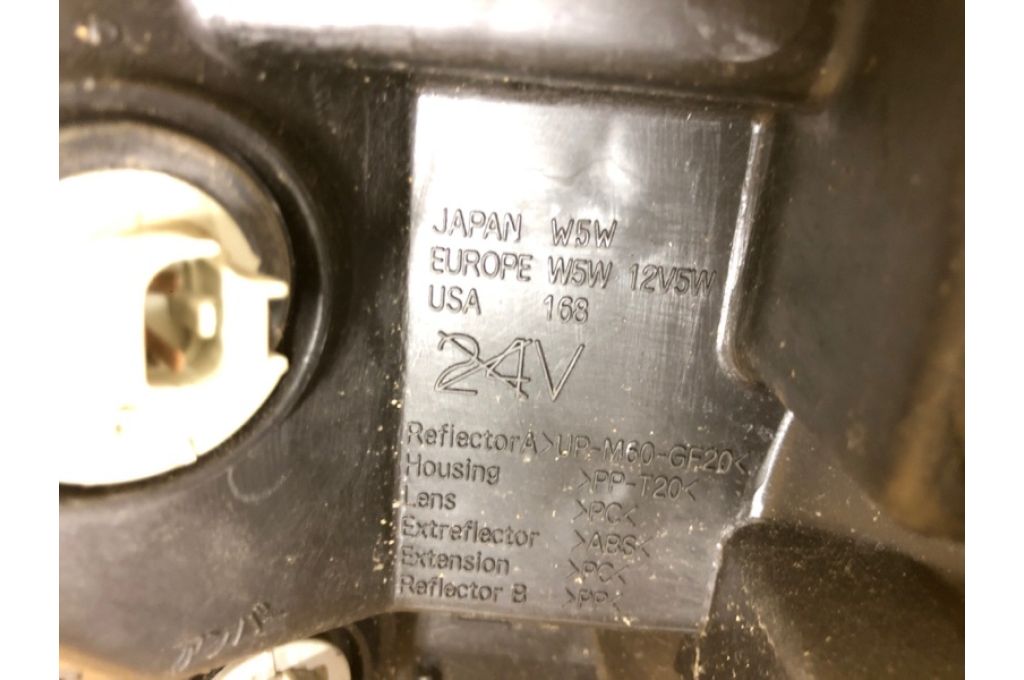 JAPAN W5W
EUROPE W5W 12V5W
USA 168
24V
ReflectorA >UP-M60-GF20<
Housing >PP-T20<
Lens >PC<
Extreflector >ABS<
Extension >PC<
Reflector B >PP<